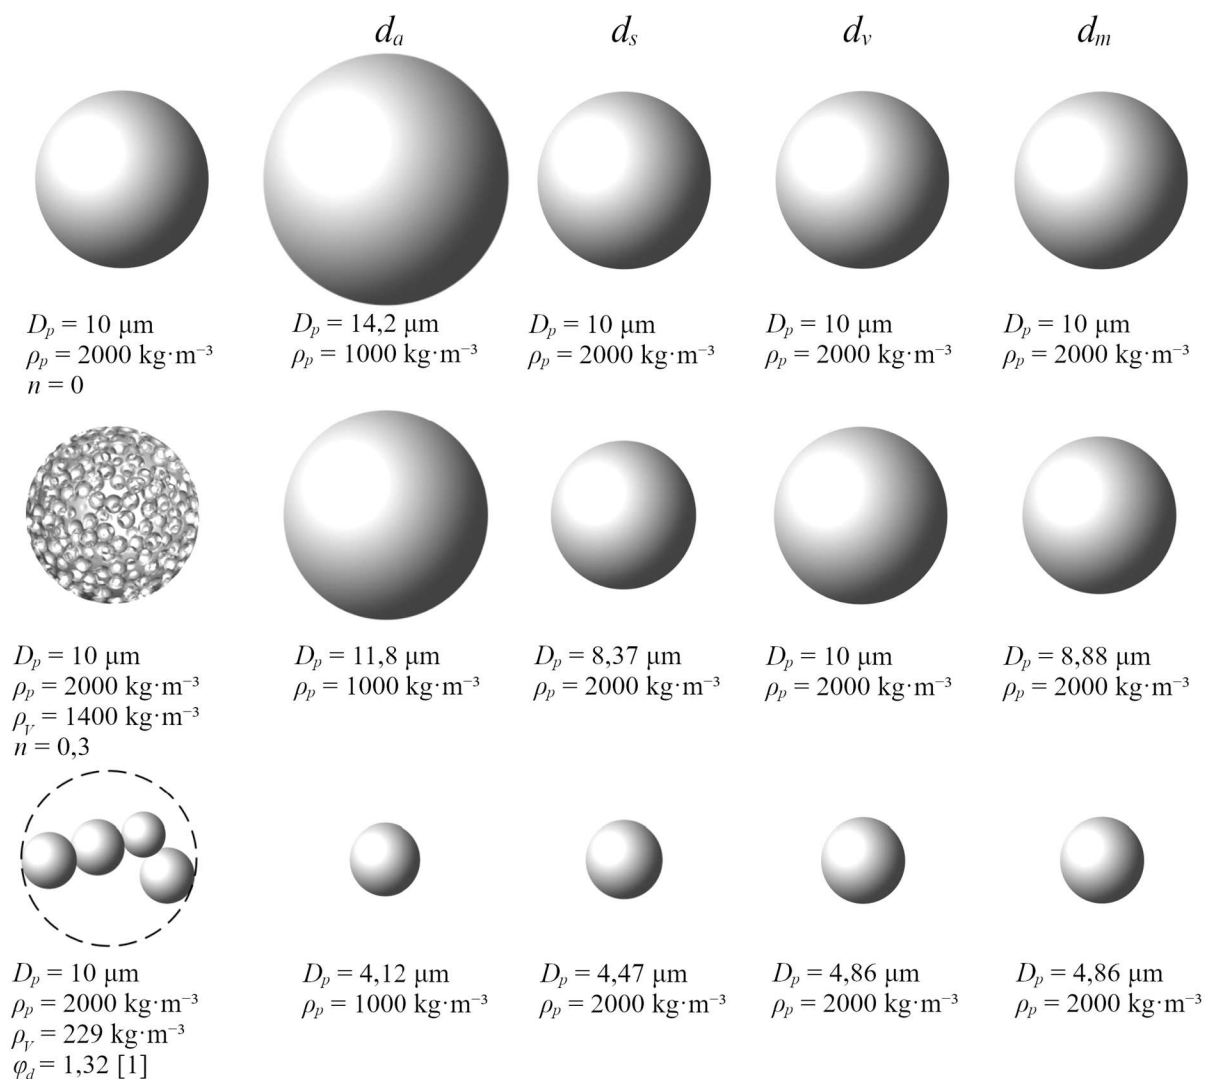 d_a d_s d_v d_m
D_p = 10 μm
ρ_p = 2000 kg·m⁻³
n = 0
D_p = 14,2 μm
ρ_p = 1000 kg·m⁻³
D_p = 10 μm
ρ_p = 2000 kg·m⁻³
D_p = 10 μm
ρ_p = 2000 kg·m⁻³
D_p = 10 μm
ρ_p = 2000 kg·m⁻³
D_p = 10 μm
ρ_p = 2000 kg·m⁻³
ρ_V = 1400 kg·m⁻³
n = 0,3
D_p = 11,8 μm
ρ_p = 1000 kg·m⁻³
D_p = 8,37 μm
ρ_p = 2000 kg·m⁻³
D_p = 10 μm
ρ_p = 2000 kg·m⁻³
D_p = 8,88 μm
ρ_p = 2000 kg·m⁻³
D_p = 10 μm
ρ_p = 2000 kg·m⁻³
ρ_V = 229 kg·m⁻³
φ_d = 1,32 [1]
D_p = 4,12 μm
ρ_p = 1000 kg·m⁻³
D_p = 4,47 μm
ρ_p = 2000 kg·m⁻³
D_p = 4,86 μm
ρ_p = 2000 kg·m⁻³
D_p = 4,86 μm
ρ_p = 2000 kg·m⁻³